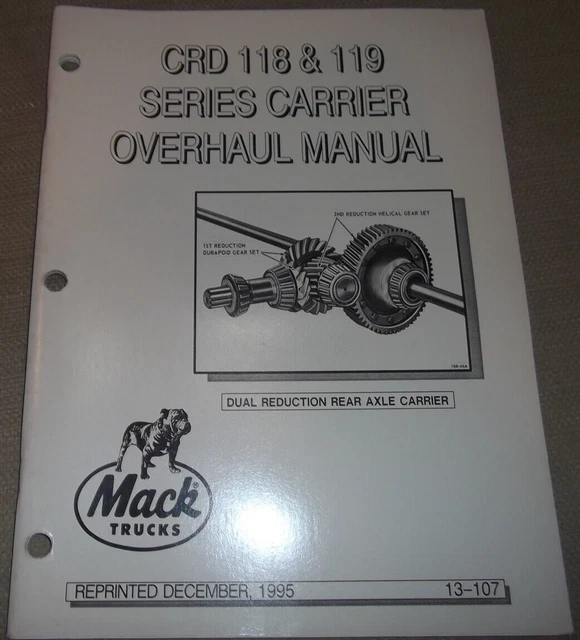 CRD 118 & 119
SERIES CARRIER
OVERHAUL MANUAL
2ND REDUCTION HELICAL GEAR SET
1ST REDUCTION
DURAPOID GEAR SET
DUAL REDUCTION REAR AXLE CARRIER
Mack®
TRUCKS
REPRINTED DECEMBER, 1995 13-107